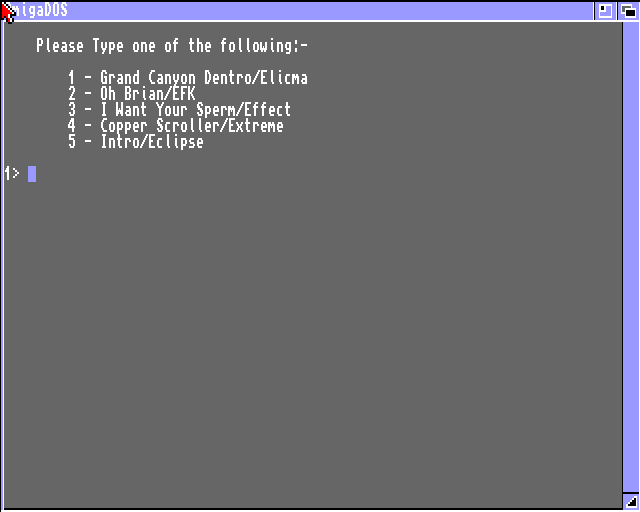 migaDOS
Please Type one of the following:-
1 - Grand Canyon Dentro/Elicma
2 - Oh Brian/EFK
3 - I Want Your Sperm/Effect
4 - Copper Scroller/Extreme
5 - Intro/Eclipse
1>